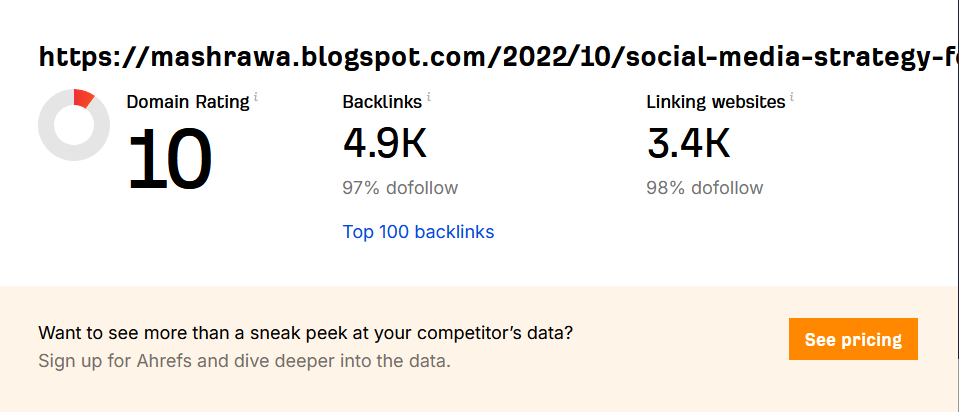 https://mashrawa.blogspot.com/2022/10/social-media-strategy-f
Domain Rating i
Backlinks i
Linking websites i
10
4.9K
3.4K
97% dofollow
98% dofollow
Top 100 backlinks
Want to see more than a sneak peek at your competitor’s data?
See pricing
Sign up for Ahrefs and dive deeper into the data.